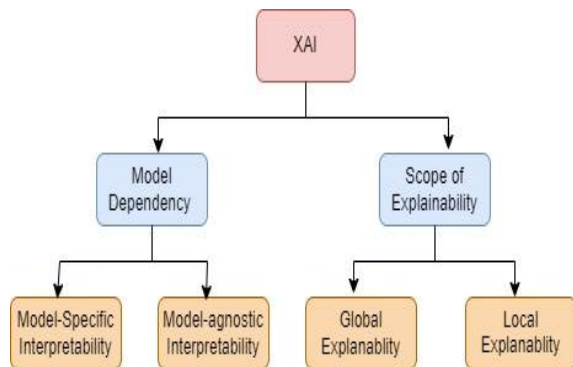 XAI
Model
Dependency
Scope of
Explainability
Model-Specific
Interpretability
Model-agnostic
Interpretability
Global
Explanablity
Local
Explanablity